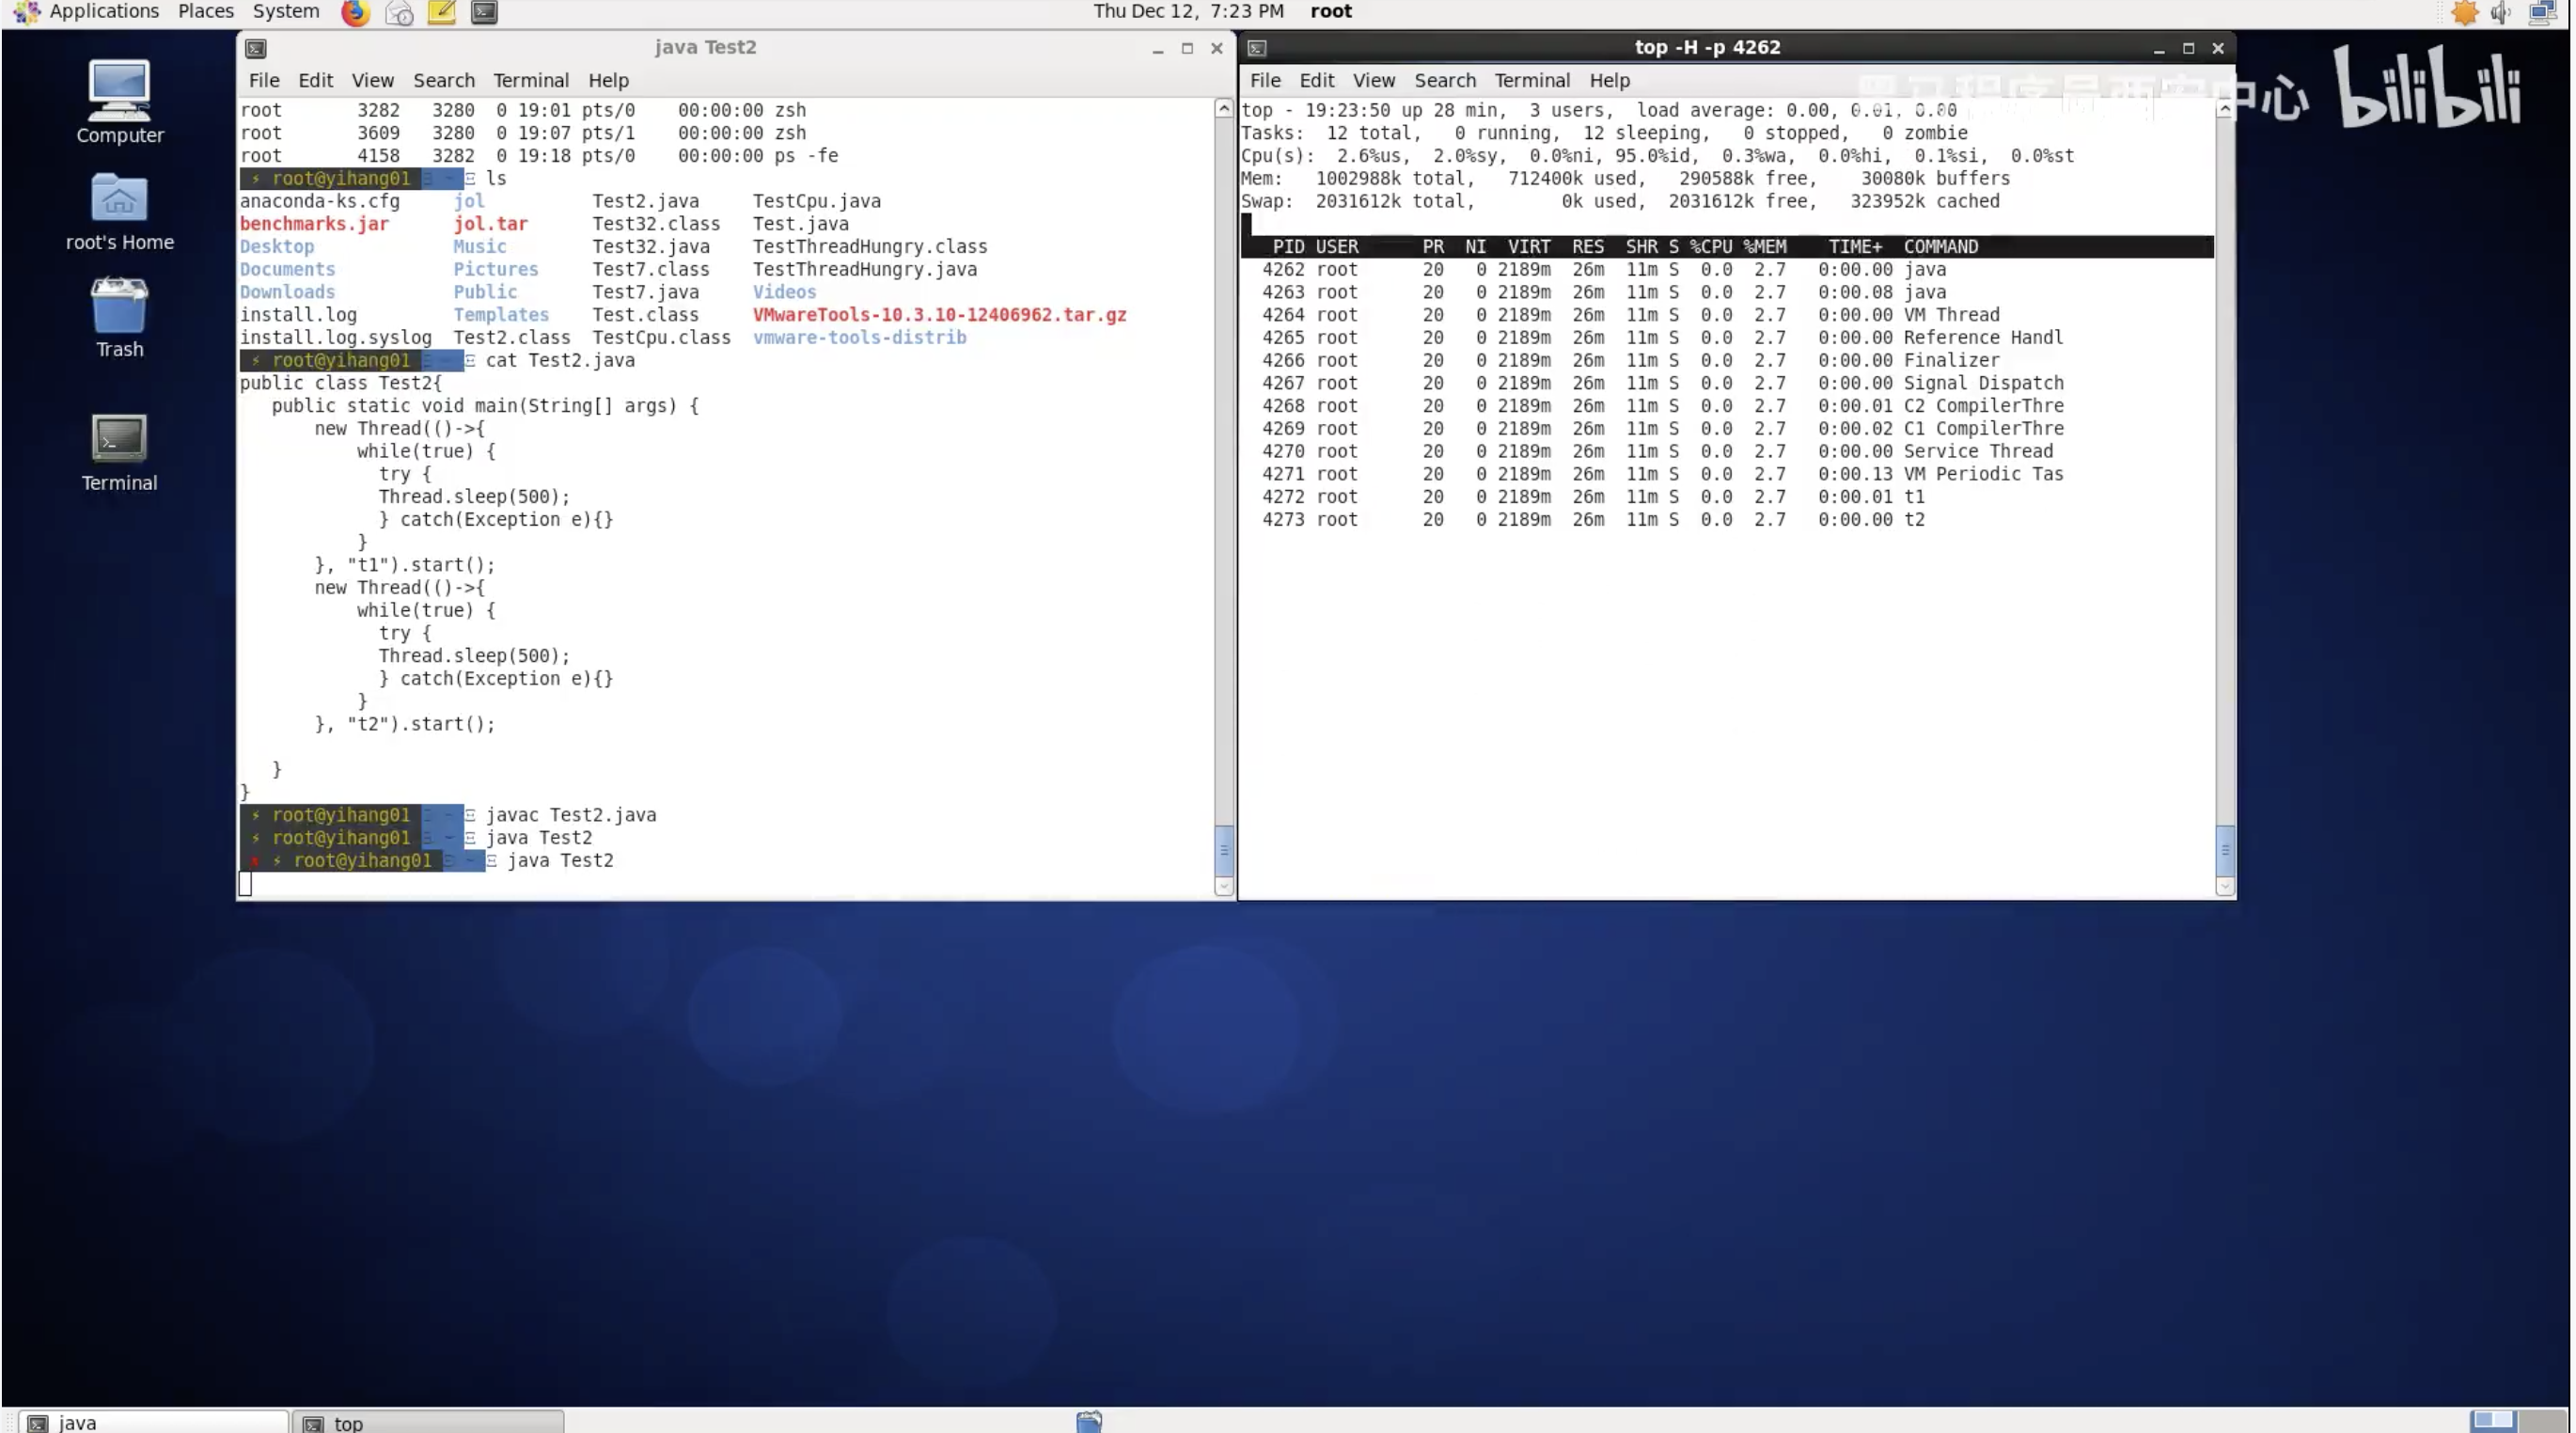 Applications Places System
Thu Dec 12, 7:23 PM root
Computer
root's Home
Trash
Terminal
java Test2
File Edit View Search Terminal Help
root 3282 3280 0 19:01 pts/0 00:00:00 zsh
root 3609 3280 0 19:07 pts/1 00:00:00 zsh
root 4158 3282 0 19:18 pts/0 00:00:00 ps -fe
root@yihang01 ~ ls
anaconda-ks.cfg jol Test2.java TestCpu.java
benchmarks.jar jol.tar Test32.class Test.java
Desktop Music Test32.java TestThreadHungry.class
Documents Pictures Test7.class TestThreadHungry.java
Downloads Public Test7.java Videos
install.log Templates Test.class VMwareTools-10.3.10-12406962.tar.gz
install.log.syslog Test2.class TestCpu.class vmware-tools-distrib
root@yihang01 ~ cat Test2.java
public class Test2{
public static void main(String[] args) {
new Thread(()->{
while(true) {
try {
Thread.sleep(500);
} catch(Exception e){}
}
}, "t1").start();
new Thread(()->{
while(true) {
try {
Thread.sleep(500);
} catch(Exception e){}
}
}, "t2").start();
}
}
root@yihang01 ~ javac Test2.java
root@yihang01 ~ java Test2
root@yihang01 ~ java Test2
top -H -p 4262
File Edit View Search Terminal Help
top - 19:23:50 up 28 min, 3 users, load average: 0.00, 0.01, 0.00
Tasks: 12 total, 0 running, 12 sleeping, 0 stopped, 0 zombie
Cpu(s): 2.6%us, 2.0%sy, 0.0%ni, 95.0%id, 0.3%wa, 0.0%hi, 0.1%si, 0.0%st
Mem: 1002988k total, 712400k used, 290588k free, 30080k buffers
Swap: 2031612k total, 0k used, 2031612k free, 323952k cached
PID USER PR NI VIRT RES SHR S %CPU %MEM TIME+ COMMAND
4262 root 20 0 2189m 26m 11m S 0.0 2.7 0:00.00 java
4263 root 20 0 2189m 26m 11m S 0.0 2.7 0:00.08 java
4264 root 20 0 2189m 26m 11m S 0.0 2.7 0:00.00 VM Thread
4265 root 20 0 2189m 26m 11m S 0.0 2.7 0:00.00 Reference Handl
4266 root 20 0 2189m 26m 11m S 0.0 2.7 0:00.00 Finalizer
4267 root 20 0 2189m 26m 11m S 0.0 2.7 0:00.00 Signal Dispatch
4268 root 20 0 2189m 26m 11m S 0.0 2.7 0:00.01 C2 CompilerThre
4269 root 20 0 2189m 26m 11m S 0.0 2.7 0:00.02 C1 CompilerThre
4270 root 20 0 2189m 26m 11m S 0.0 2.7 0:00.00 Service Thread
4271 root 20 0 2189m 26m 11m S 0.0 2.7 0:00.13 VM Periodic Tas
4272 root 20 0 2189m 26m 11m S 0.0 2.7 0:00.01 t1
4273 root 20 0 2189m 26m 11m S 0.0 2.7 0:00.00 t2
中心 bilibili
java
top